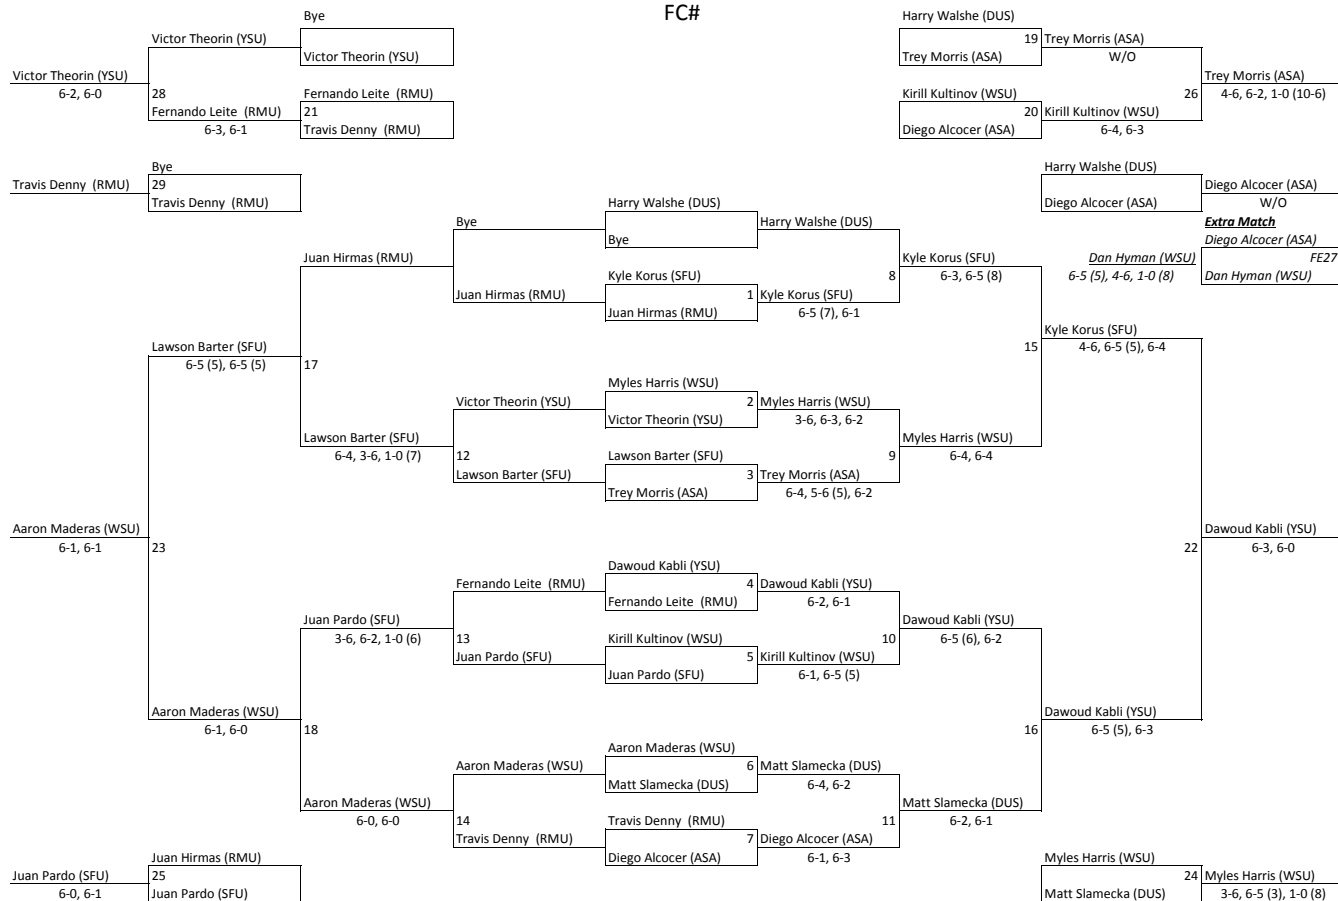 FC#
Bye
Harry Walshe (DUS)
Victor Theorin (YSU)
19 Trey Morris (ASA)
Victor Theorin (YSU)
Trey Morris (ASA)
W/O
Victor Theorin (YSU)
Trey Morris (ASA)
6-2, 6-0
28
Fernando Leite (RMU)
Kirill Kultinov (WSU)
26
4-6, 6-2, 1-0 (10-6)
Fernando Leite (RMU)
21
20 Kirill Kultinov (WSU)
6-3, 6-1
Travis Denny (RMU)
Diego Alcocer (ASA)
6-4, 6-3
Bye
Harry Walshe (DUS)
Travis Denny (RMU)
29
Diego Alcocer (ASA)
Travis Denny (RMU)
Harry Walshe (DUS)
Diego Alcocer (ASA)
W/O
Bye
Harry Walshe (DUS)
Extra Match
Bye
Diego Alcocer (ASA)
Juan Hirmas (RMU)
Kyle Korus (SFU)
Dan Hyman (WSU)
FE27
Kyle Korus (SFU)
8
6-3, 6-5 (8)
6-5 (5), 4-6, 1-0 (8)
Dan Hyman (WSU)
Juan Hirmas (RMU)
1 Kyle Korus (SFU)
Juan Hirmas (RMU)
6-5 (7), 6-1
Kyle Korus (SFU)
Lawson Barter (SFU)
15
4-6, 6-5 (5), 6-4
6-5 (5), 6-5 (5)
17
Myles Harris (WSU)
Victor Theorin (YSU)
2 Myles Harris (WSU)
Victor Theorin (YSU)
3-6, 6-3, 6-2
Lawson Barter (SFU)
Myles Harris (WSU)
6-4, 3-6, 1-0 (7)
12
Lawson Barter (SFU)
9
6-4, 6-4
Lawson Barter (SFU)
3 Trey Morris (ASA)
Trey Morris (ASA)
6-4, 5-6 (5), 6-2
Aaron Maderas (WSU)
Dawoud Kabli (YSU)
6-1, 6-1
23
22
6-3, 6-0
Dawoud Kabli (YSU)
Fernando Leite (RMU)
4 Dawoud Kabli (YSU)
Fernando Leite (RMU)
6-2, 6-1
Juan Pardo (SFU)
Dawoud Kabli (YSU)
3-6, 6-2, 1-0 (6)
13
Kirill Kultinov (WSU)
10
6-5 (6), 6-2
Juan Pardo (SFU)
5 Kirill Kultinov (WSU)
Juan Pardo (SFU)
6-1, 6-5 (5)
Aaron Maderas (WSU)
Dawoud Kabli (YSU)
6-1, 6-0
18
16
6-5 (5), 6-3
Aaron Maderas (WSU)
Aaron Maderas (WSU)
6 Matt Slamecka (DUS)
Matt Slamecka (DUS)
6-4, 6-2
Aaron Maderas (WSU)
Matt Slamecka (DUS)
6-0, 6-0
14
Travis Denny (RMU)
11
6-2, 6-1
Travis Denny (RMU)
7 Diego Alcocer (ASA)
Diego Alcocer (ASA)
6-1, 6-3
Juan Hirmas (RMU)
Myles Harris (WSU)
Juan Pardo (SFU)
25
24 Myles Harris (WSU)
6-0, 6-1
Juan Pardo (SFU)
Matt Slamecka (DUS)
3-6, 6-5 (3), 1-0 (8)